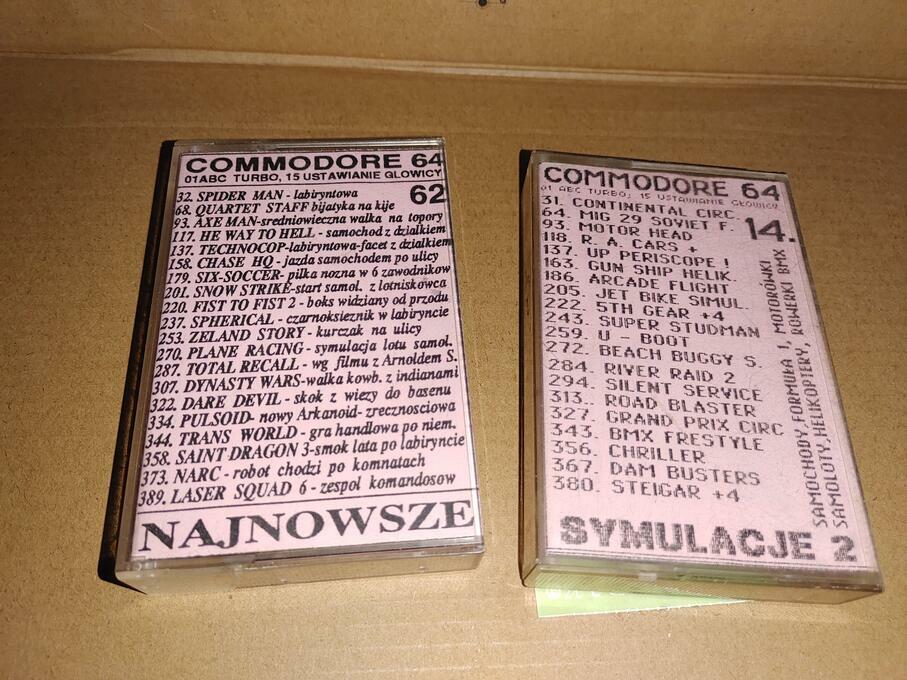 COMMODORE 64
01ABC TURBO, 15 USTAWIANIE GLOWICY
62
32. SPIDER MAN - labiryntowa
68. QUARTET STAFF bijatyka na kije
93. AXE MAN-sredniowieczna walka na topory
117. HE WAY TO HELL - samochod z dzialkiem
137. TECHNOCOP-labiryntowa-facet z dzialkiem
158. CHASE HQ - jazda samochodem po ulicy
179. SIX-SOCCER- pilka nozna w 6 zawodnikow
201. SNOW STRIKE-start samol. z lotniskowca
220. FIST TO FIST 2 - boks widziany od przodu
237. SPHERICAL - czarnoksieznik w labiryncie
253. ZELAND STORY - kurczak na ulicy
270. PLANE RACING - symulacja lotu samol.
287. TOTAL RECALL - wg filmu z Arnoldem S.
307. DYNASTY WARS-walka kowb. z indianami
322. DARE DEVIL - skok z wiezy do basenu
334. PULSOID- nowy Arkanoid- zrecznosciowa
344. TRANS WORLD - gra handlowa po niem.
358. SAINT DRAGON 3-smok lata po labiryncie
373. NARC - robot chodzi po komnatach
389. LASER SQUAD 6 - zespol komandosow
NAJNOWSZE
COMMODORE 64
01 ABC TURBO, 15 USTAWIANIE GŁOWICY
14.
31. CONTINENTAL CIRC.
64. MIG 29 SOVIET F.
93. MOTOR HEAD
118. R. A. CARS +
137. UP PERISCOPE !
163. GUN SHIP HELIK.
186. ARCADE FLIGHT
205. JET BIKE SIMUL.
222. 5TH GEAR +4
243. SUPER STUDMAN
259. U - BOOT
272. BEACH BUGGY S.
284. RIVER RAID 2
294. SILENT SERVICE
313. ROAD BLASTER
327. GRAND PRIX CIRC
343. BMX FRESTYLE
356. CHRILLER
367. DAM BUSTERS
380. STEIGAR +4
SAMOCHODY,FORMUŁA 1, MOTORÓWKI
SAMOLOTY,HELIKOPTERY, ROWERKI BMX
SYMULACJE 2